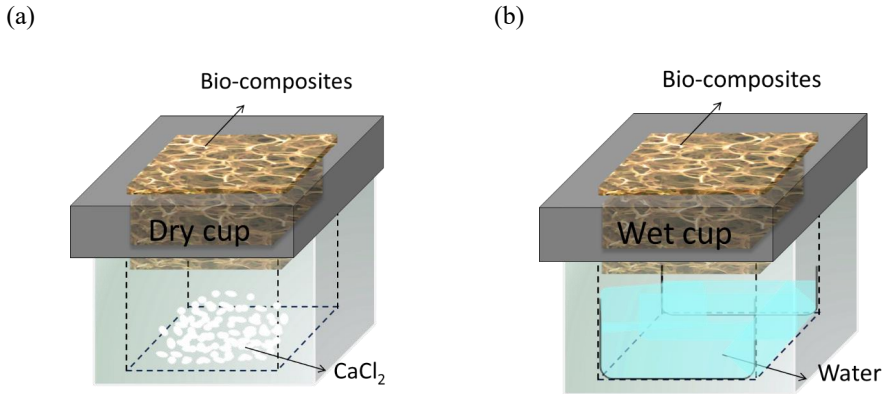 (a)
(b)
Bio-composites
Bio-composites
Dry cup
Wet cup
CaCl₂
Water